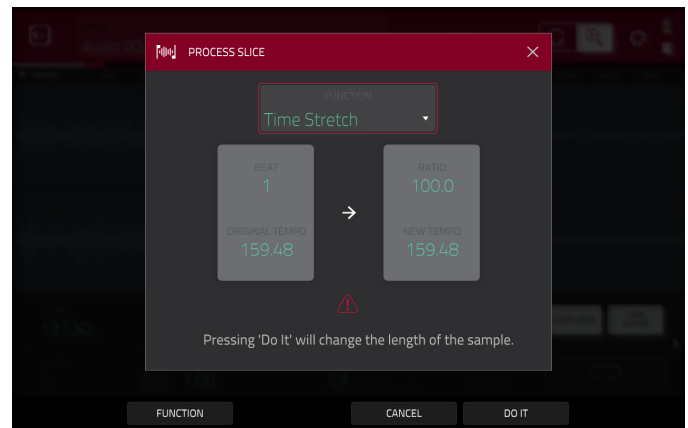 PROCESS SLICE
FUNCTION
Time Stretch
BEAT
1
ORIGINAL TEMPO
159.48
RATIO
100.0
NEW TEMPO
159.48
Pressing 'Do It' will change the length of the sample.
FUNCTION
CANCEL
DO IT